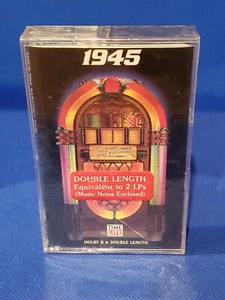 1945
DOUBLE LENGTH
Equivalent to 2 LPs
(Music Notes Enclosed)
TIME
LIFE
DOLBY B ■ DOUBLE LENGTH